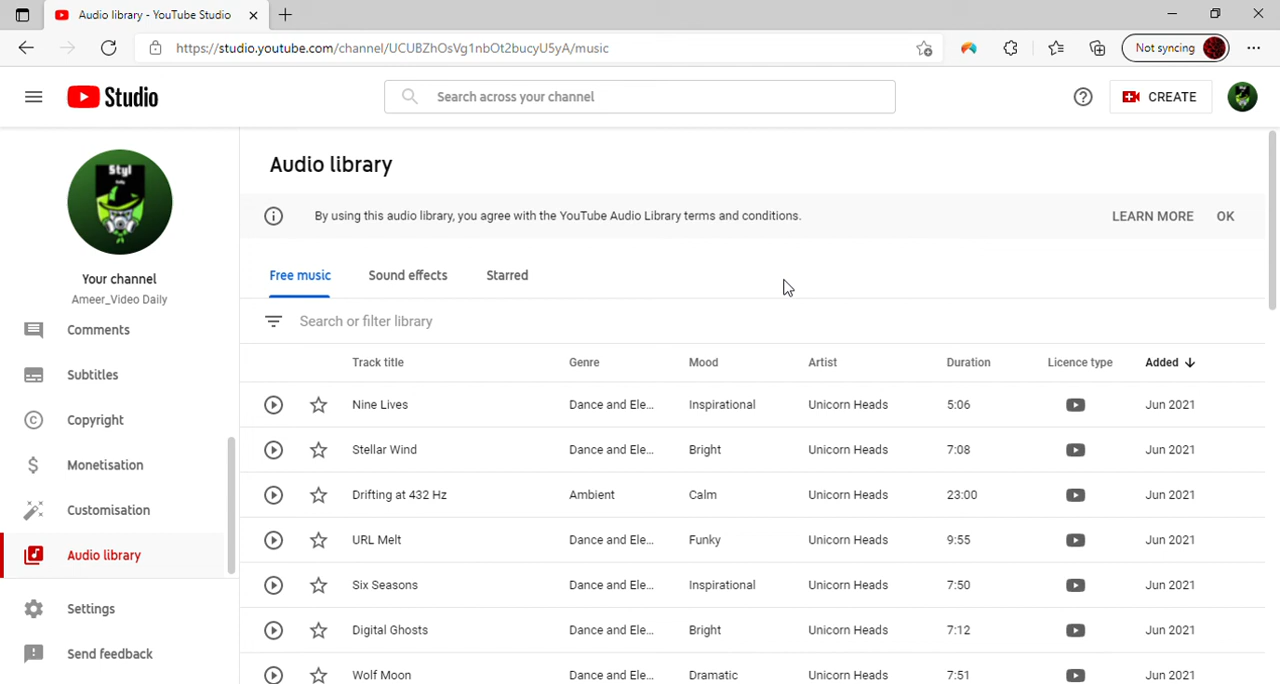 Audio library - YouTube Studio
https://studio.youtube.com/channel/UCUBZhOsVg1nbOt2bucyU5yA/music
Not syncing
Studio
Search across your channel
CREATE
Styl
Your channel
Ameer_Video Daily
Comments
Subtitles
Copyright
Monetisation
Customisation
Audio library
Settings
Send feedback
Audio library
By using this audio library, you agree with the YouTube Audio Library terms and conditions.
LEARN MORE OK
Free music Sound effects Starred
Search or filter library
Track title Genre Mood Artist Duration Licence type Added
Nine Lives Dance and Ele... Inspirational Unicorn Heads 5:06 Jun 2021
Stellar Wind Dance and Ele... Bright Unicorn Heads 7:08 Jun 2021
Drifting at 432 Hz Ambient Calm Unicorn Heads 23:00 Jun 2021
URL Melt Dance and Ele... Funky Unicorn Heads 9:55 Jun 2021
Six Seasons Dance and Ele... Inspirational Unicorn Heads 7:50 Jun 2021
Digital Ghosts Dance and Ele... Bright Unicorn Heads 7:12 Jun 2021
Wolf Moon Dance and Ele... Dramatic Unicorn Heads 7:51 Jun 2021